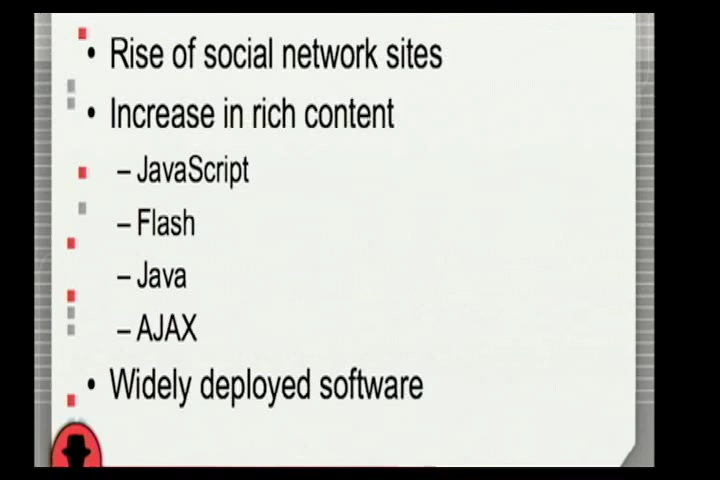 • Rise of social network sites
• Increase in rich content
– JavaScript
– Flash
– Java
– AJAX
• Widely deployed software